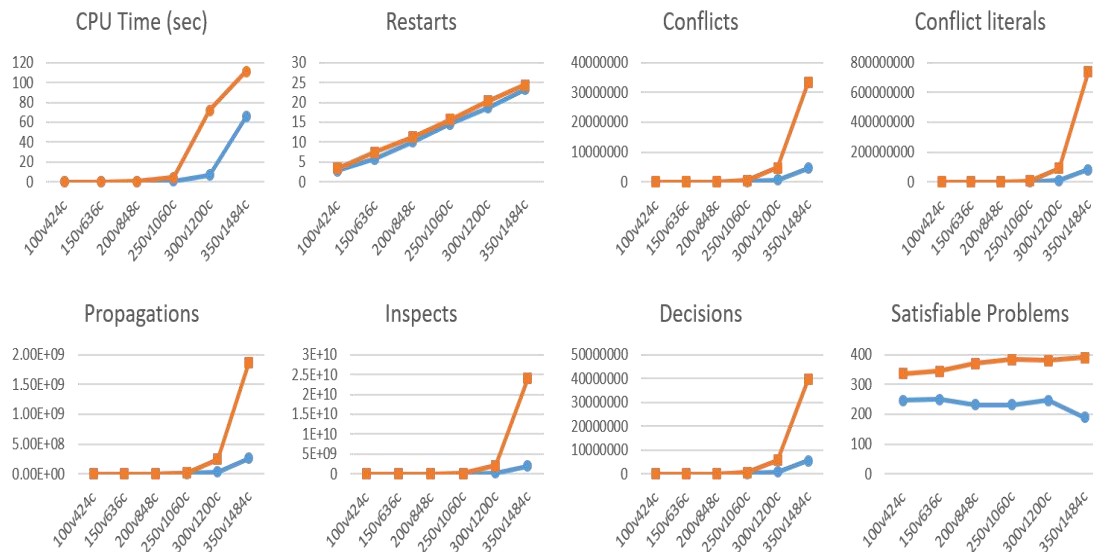 CPU Time (sec)
120
100
80
60
40
20
0
100v424c
150v636c
200v848c
250v1060c
300v1200c
350v1484c
Restarts
30
25
20
15
10
5
0
100v424c
150v636c
200v848c
250v1060c
300v1200c
350v1484c
Conflicts
40000000
30000000
20000000
10000000
0
100v424c
150v636c
200v848c
250v1060c
300v1200c
350v1484c
Conflict literals
800000000
600000000
400000000
200000000
0
100v424c
150v636c
200v848c
250v1060c
300v1200c
350v1484c
Propagations
2.00E+09
1.50E+09
1.00E+09
5.00E+08
0.00E+00
100v424c
150v636c
200v848c
250v1060c
300v1200c
350v1484c
Inspects
3E+10
2.5E+10
2E+10
1.5E+10
1E+10
5E+09
0
100v424c
150v636c
200v848c
250v1060c
300v1200c
350v1484c
Decisions
50000000
40000000
30000000
20000000
10000000
0
100v424c
150v636c
200v848c
250v1060c
300v1200c
350v1484c
Satisfiable Problems
400
300
200
100
0
100v424c
150v636c
200v848c
250v1060c
300v1200c
350v1484c